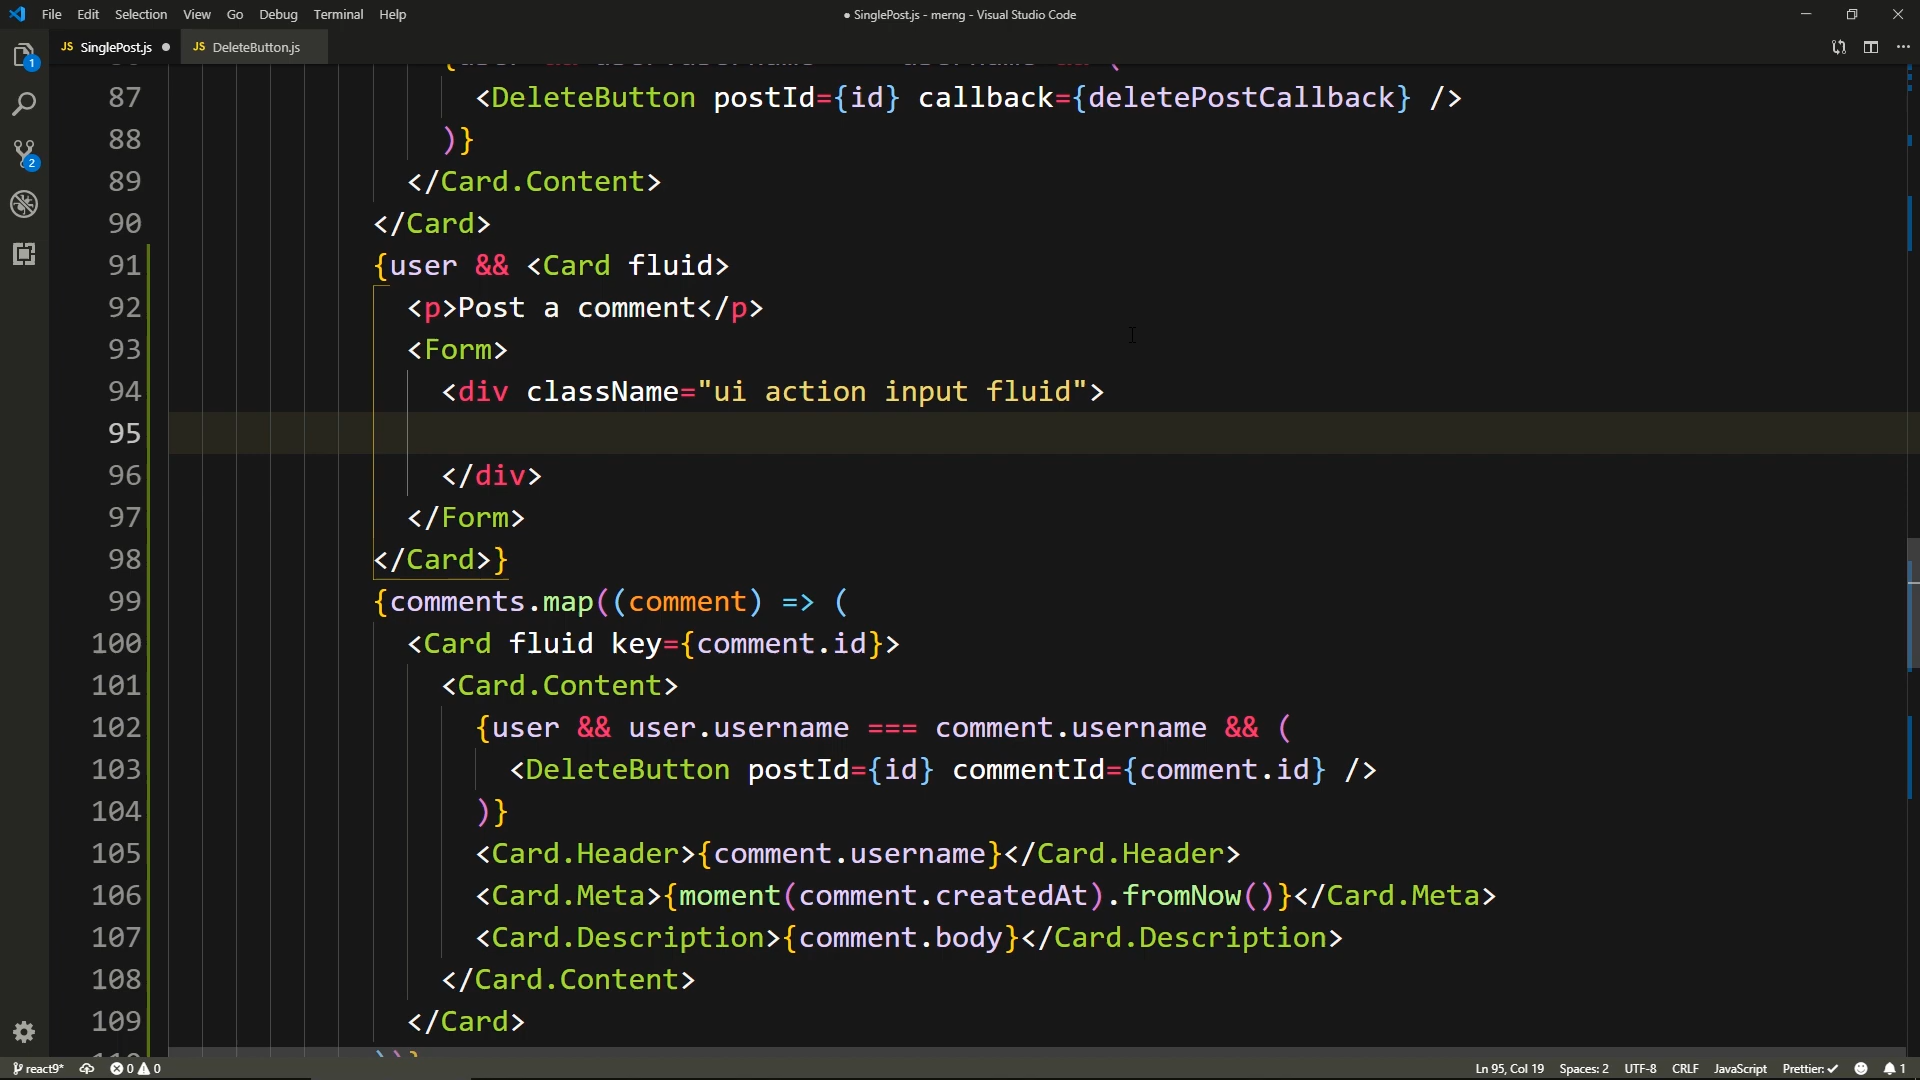 File Edit Selection View Go Debug Terminal Help
● SinglePost.js - merng - Visual Studio Code
JS SinglePost.js ●
JS DeleteButton.js
1
2
87 <DeleteButton postId={id} callback={deletePostCallback} />
88 )}
89 </Card.Content>
90 </Card>
91 {user && <Card fluid>
92 <p>Post a comment</p>
93 <Form>
94 <div className="ui action input fluid">
95
96 </div>
97 </Form>
98 </Card>}
99 {comments.map((comment) => (
100 <Card fluid key={comment.id}>
101 <Card.Content>
102 {user && user.username === comment.username && (
103 <DeleteButton postId={id} commentId={comment.id} />
104 )}
105 <Card.Header>{comment.username}</Card.Header>
106 <Card.Meta>{moment(comment.createdAt).fromNow()}</Card.Meta>
107 <Card.Description>{comment.body}</Card.Description>
108 </Card.Content>
109 </Card>
react9* 0 0 Ln 95, Col 19 Spaces: 2 UTF-8 CRLF JavaScript Prettier: ✓ 1